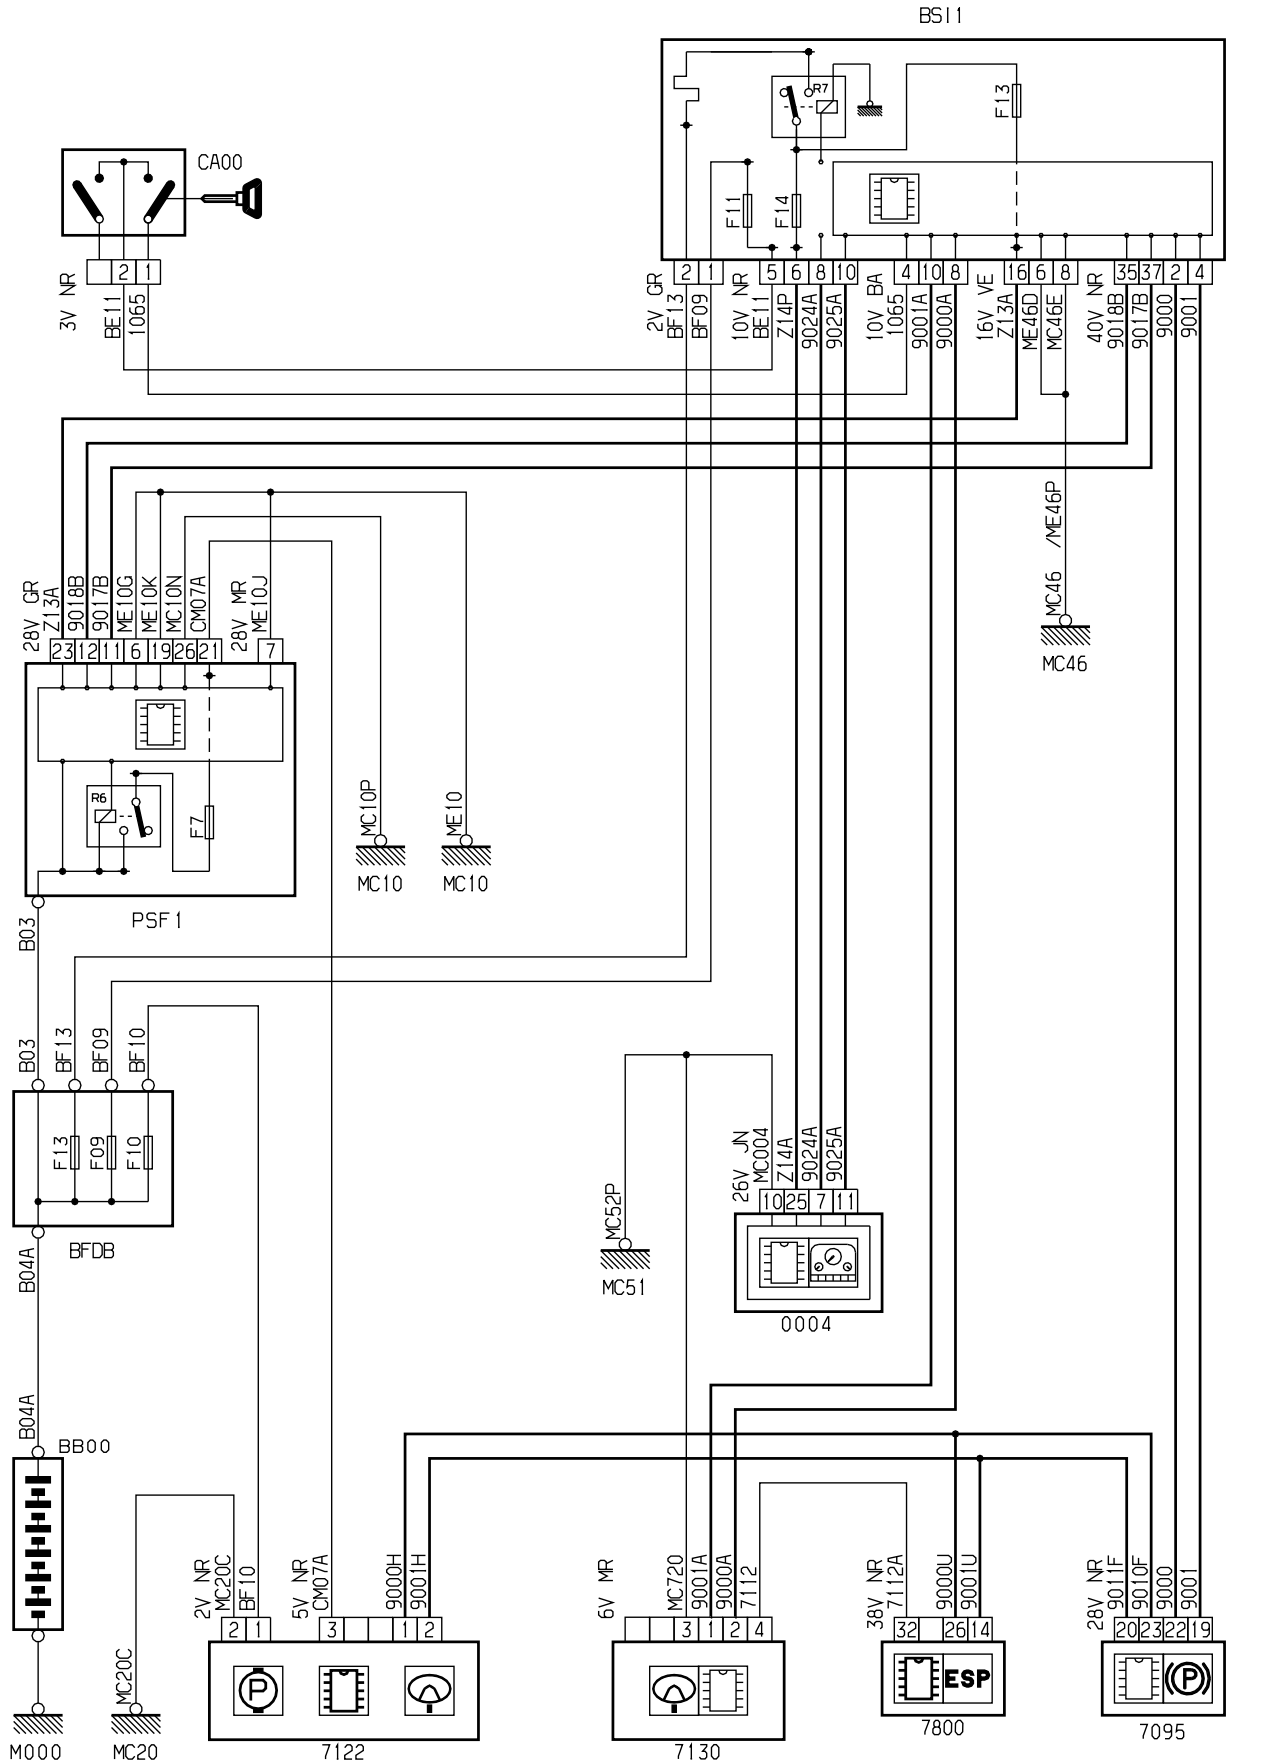 BSI1
R7
F13
F11
F14
CA00
2 1
3V NR
BE11
1065
2 1 5 6 8 10 4 10 8 16 6 8 35 37 2 4
2V GR
BF13
BF09
10V NR
BE11
Z14P
9024A
9025A
10V BA
1065
9001A
9000A
16V VE
Z13A
ME46D
MC46E
40V NR
9018B
9017B
9000
9001
MC46 /ME46P
MC46
28V GR
Z13A
9018B
9017B
ME10G
ME10K
MC10N
CM07A
28V MR
ME10J
23 12 11 6 19 26 21 7
R6
F7
PSF1
MC10P
MC10
ME10
MC10
B03
B03
BF13
BF09
BF10
F13
F09
F10
BFDB
B04A
B04A
BB00
M000
MC52P
MC51
26V JN
MC004
Z14A
9024A
9025A
10 25 7 11
0004
MC20C
MC20
2V NR
MC20C
BF10
5V NR
CM07A
9000H
9001H
2 1 3 1 2
P
7122
6V MR
MC720
9001A
9000A
7112
3 1 2 4
7130
38V NR
7112A
9000U
9001U
32 26 14
ESP
7800
28V NR
9011F
9010F
9000
9001
20 23 22 19
P
7095